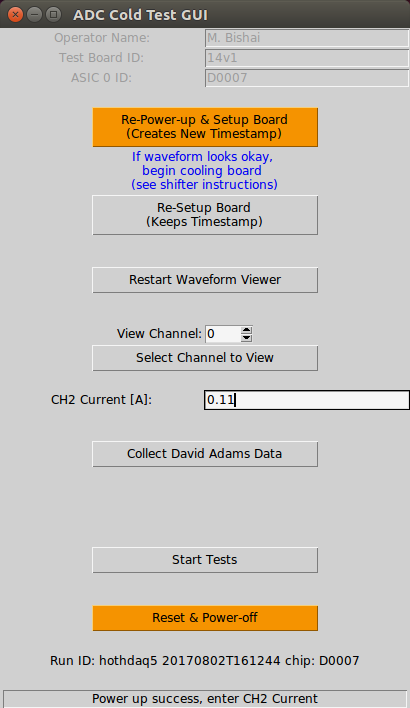 ADC Cold Test GUI
Operator Name: M. Bishai
Test Board ID: 14v1
ASIC 0 ID: D0007
Re-Power-up & Setup Board
(Creates New Timestamp)
If waveform looks okay,
begin cooling board
(see shifter instructions)
Re-Setup Board
(Keeps Timestamp)
Restart Waveform Viewer
View Channel: 0
Select Channel to View
CH2 Current [A]: 0.11
Collect David Adams Data
Start Tests
Reset & Power-off
Run ID: hothdaq5 20170802T161244 chip: D0007
Power up success, enter CH2 Current